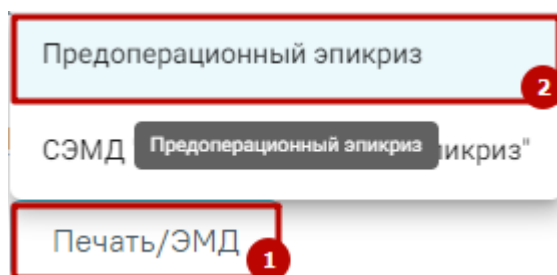 Предоперационный эпикриз
2
СЭМД Предоперационный эпикриз икриз"
Печать/ЭМД
1